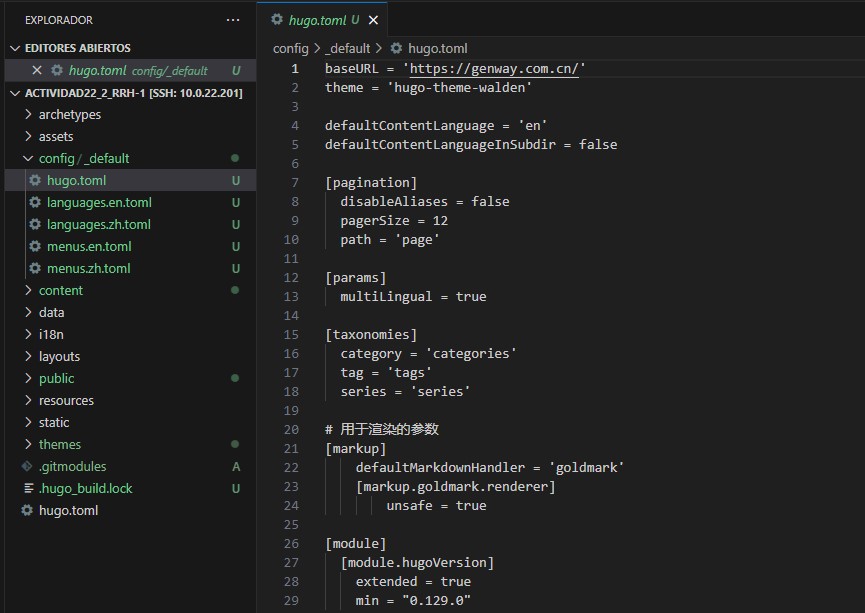 EXPLORADOR
EDITORES ABIERTOS
hugo.toml config/_default U
ACTIVIDAD22_2_RRH-1 [SSH: 10.0.22.201]
archetypes
assets
config / _default
hugo.toml U
languages.en.toml U
languages.zh.toml U
menus.en.toml U
menus.zh.toml U
content
data
i18n
layouts
public
resources
static
themes
.gitmodules A
.hugo_build.lock U
hugo.toml
hugo.toml U
config > _default > hugo.toml
1 baseURL = 'https://genway.com.cn/'
2 theme = 'hugo-theme-walden'
3
4 defaultContentLanguage = 'en'
5 defaultContentLanguageInSubdir = false
6
7 [pagination]
8 disableAliases = false
9 pagerSize = 12
10 path = 'page'
11
12 [params]
13 multiLingual = true
14
15 [taxonomies]
16 category = 'categories'
17 tag = 'tags'
18 series = 'series'
19
20 # 用于渲染的参数
21 [markup]
22 defaultMarkdownHandler = 'goldmark'
23 [markup.goldmark.renderer]
24 unsafe = true
25
26 [module]
27 [module.hugoVersion]
28 extended = true
29 min = "0.129.0"